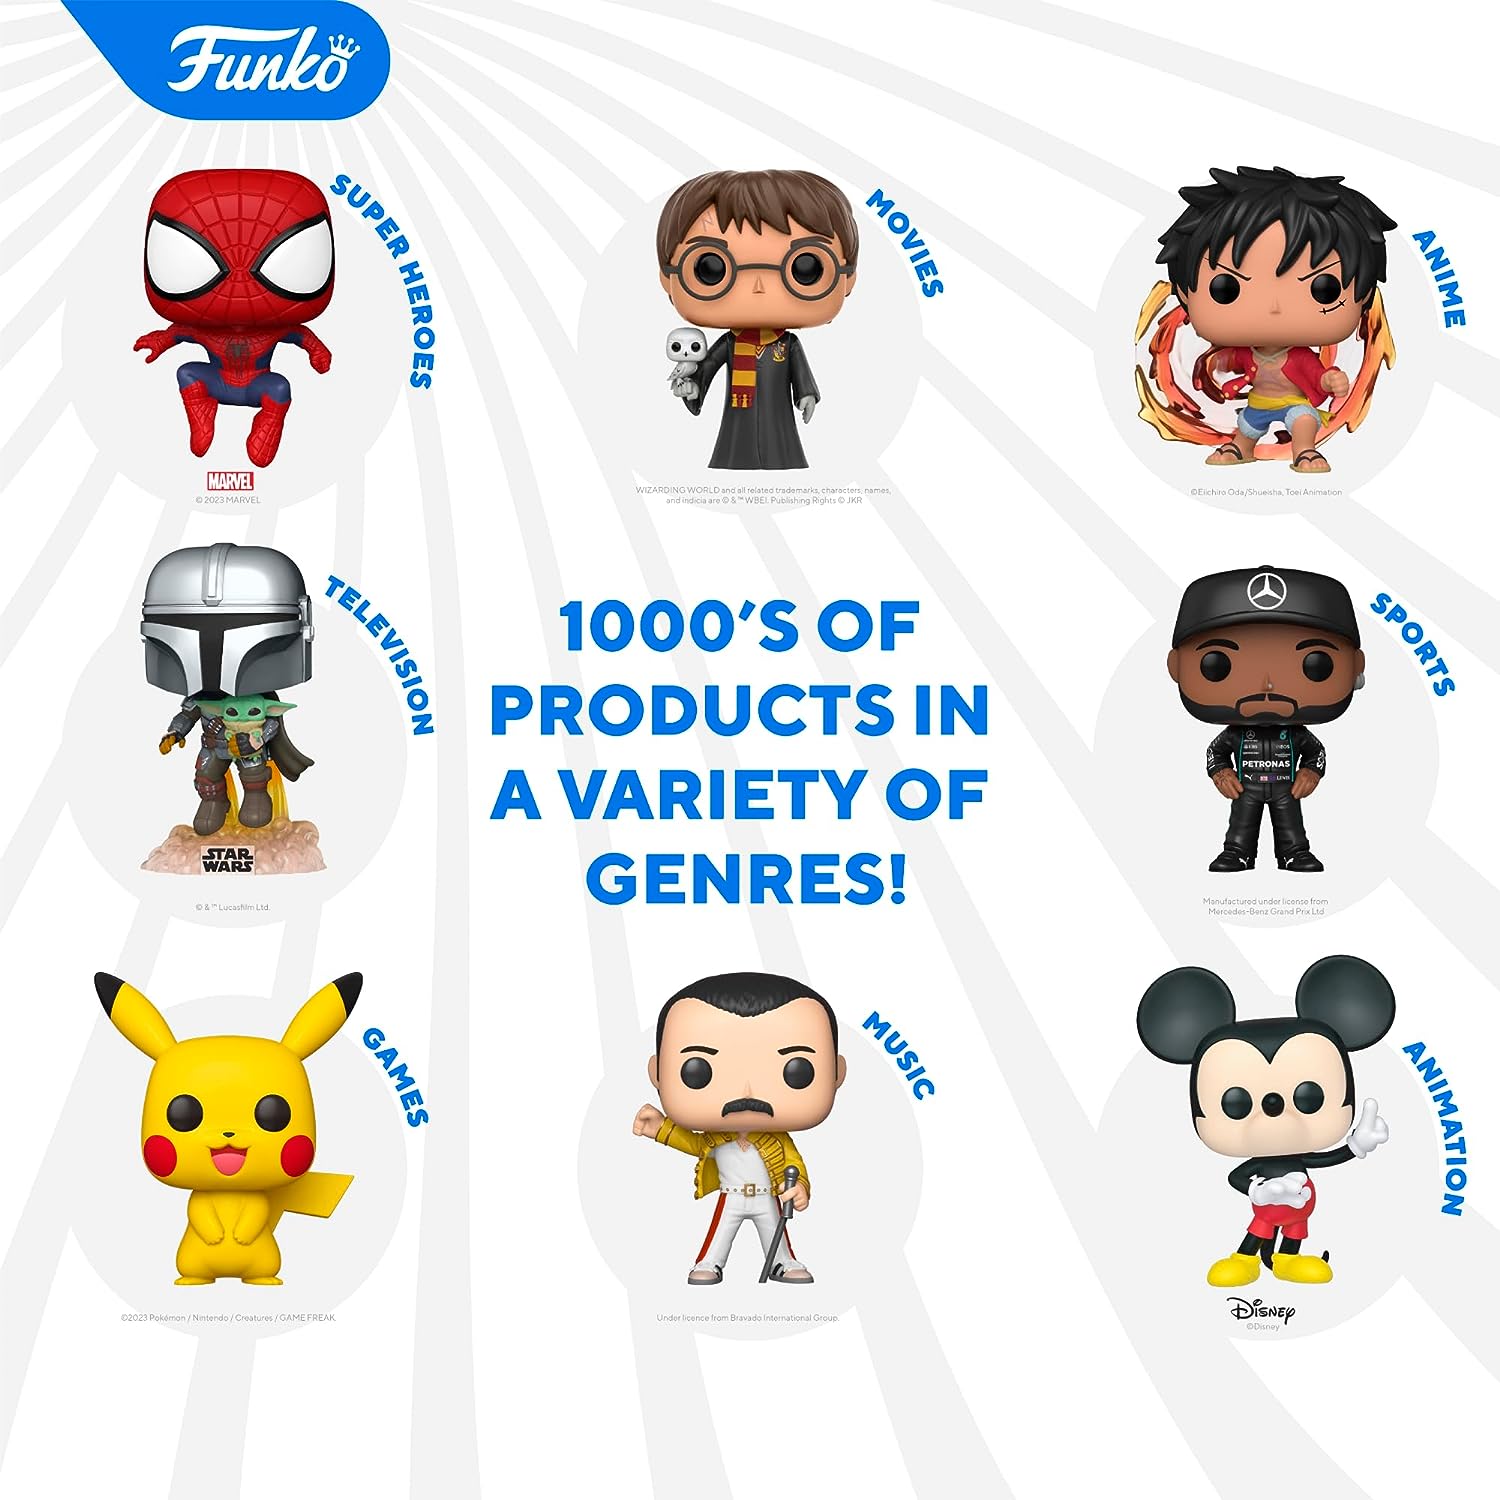 Funko
SUPER HEROES
MARVEL
© 2023 MARVEL
MOVIES
WIZARDING WORLD and all related trademarks, characters, names,
and indicia are © & ™ WBEI. Publishing Rights © JKR
ANIME
©Eiichiro Oda/Shueisha, Toei Animation
TELEVISION
STAR
WARS
© & ™ Lucasfilm Ltd.
1000'S OF
PRODUCTS IN
A VARIETY OF
GENRES!
SPORTS
INEOS
PETRONAS
LEWIS
Manufactured under license from
Mercedes-Benz Grand Prix Ltd
GAMES
©2023 Pokémon / Nintendo / Creatures / GAME FREAK.
MUSIC
Under licence from Bravado International Group.
ANIMATION
Disney
©Disney